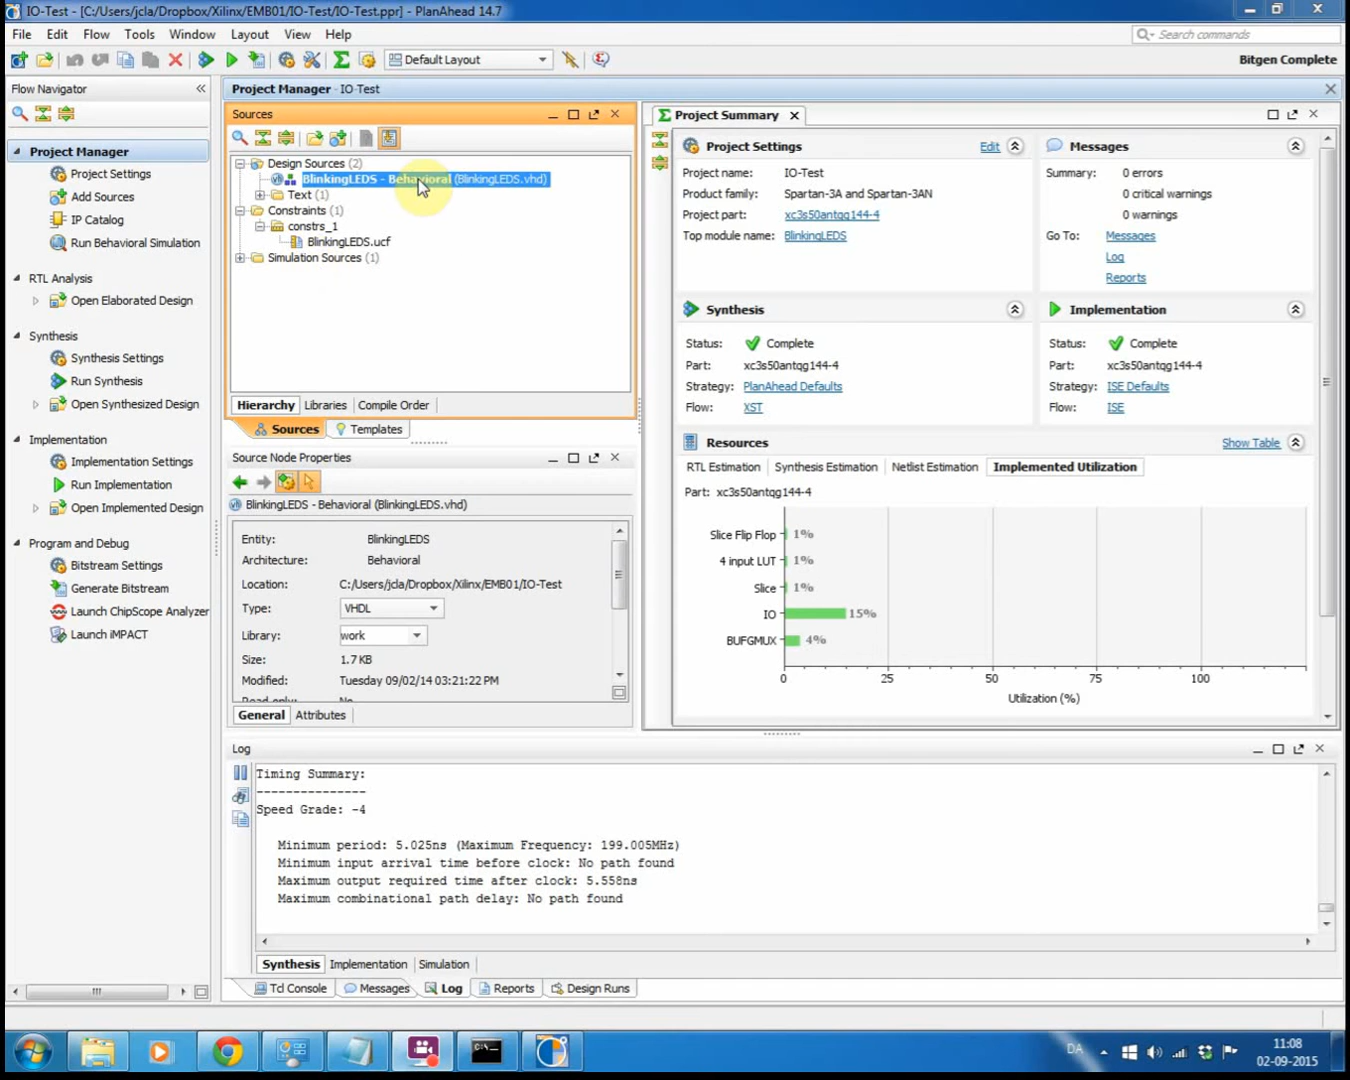 IO-Test - [C:/Users/jcla/Dropbox/Xilinx/EMB01/IO-Test/IO-Test.ppr] - PlanAhead 14.7
File Edit Flow Tools Window Layout View Help
Search commands
Default Layout
Bitgen Complete
Flow Navigator
Project Manager
Project Settings
Add Sources
IP Catalog
Run Behavioral Simulation
RTL Analysis
Open Elaborated Design
Synthesis
Synthesis Settings
Run Synthesis
Open Synthesized Design
Implementation
Implementation Settings
Run Implementation
Open Implemented Design
Program and Debug
Bitstream Settings
Generate Bitstream
Launch ChipScope Analyzer
Launch iMPACT
Project Manager - IO-Test
Sources
Design Sources (2)
BlinkingLEDS - Behavioral (BlinkingLEDS.vhd)
Text (1)
Constraints (1)
constrs_1
BlinkingLEDS.ucf
Simulation Sources (1)
Hierarchy Libraries Compile Order
Sources Templates
Source Node Properties
BlinkingLEDS - Behavioral (BlinkingLEDS.vhd)
Entity: BlinkingLEDS
Architecture: Behavioral
Location: C:/Users/jcla/Dropbox/Xilinx/EMB01/IO-Test
Type: VHDL
Library: work
Size: 1.7 KB
Modified: Tuesday 09/02/14 03:21:22 PM
Read-only: No
General Attributes
Project Summary
Project Settings Edit
Project name: IO-Test
Product family: Spartan-3A and Spartan-3AN
Project part: xc3s50antqg144-4
Top module name: BlinkingLEDS
Messages
Summary: 0 errors
0 critical warnings
0 warnings
Go To: Messages
Log
Reports
Synthesis
Status: Complete
Part: xc3s50antqg144-4
Strategy: PlanAhead Defaults
Flow: XST
Implementation
Status: Complete
Part: xc3s50antqg144-4
Strategy: ISE Defaults
Flow: ISE
Resources Show Table
RTL Estimation Synthesis Estimation Netlist Estimation Implemented Utilization
Part: xc3s50antqg144-4
Slice Flip Flop 1%
4 input LUT 1%
Slice 1%
IO 15%
BUFGMUX 4%
0 25 50 75 100
Utilization (%)
Log
Timing Summary:
---------------
Speed Grade: -4
Minimum period: 5.025ns (Maximum Frequency: 199.005MHz)
Minimum input arrival time before clock: No path found
Maximum output required time after clock: 5.558ns
Maximum combinational path delay: No path found
Synthesis Implementation Simulation
Tcl Console Messages Log Reports Design Runs
DA
11:08
02-09-2015